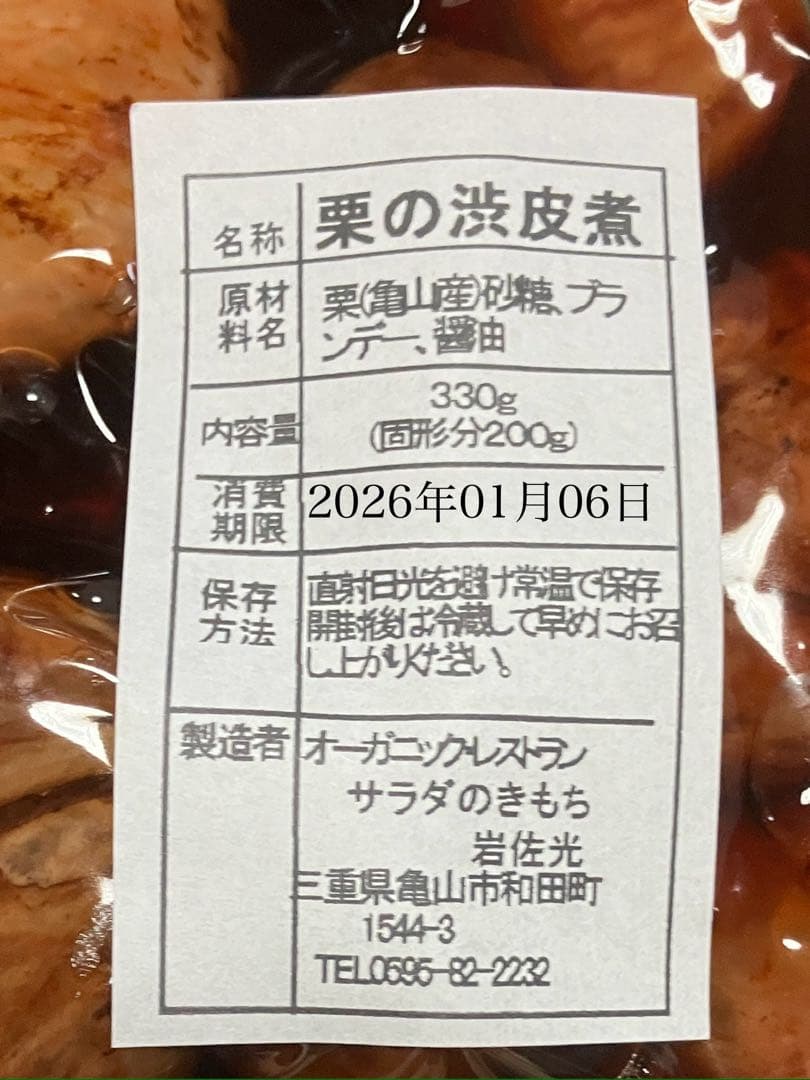 名称 栗の渋皮煮
原材料名 栗(亀山産)砂糖、ブラ
ンデー、醤油
内容量 330g
(固形分200g)
消費期限 2026年01月06日
保存方法 直射日光を避け常温で保存
開封後は冷蔵して早めにお召
し上がりください。
製造者 オーガニック・レストラン
サラダのきもち
岩佐光
三重県亀山市和田町
1544-3
TEL0595-82-2232